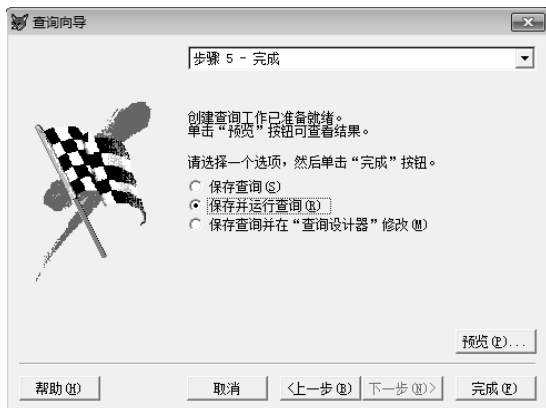 查询向导
步骤 5 - 完成
创建查询工作已准备就绪。
单击“预览”按钮可查看结果。
请选择一个选项，然后单击“完成”按钮。
保存查询(S)
保存并运行查询(R)
保存查询并在“查询设计器”修改(M)
预览(P)...
帮助(H) 取消 <上一步(B) 下一步(N)> 完成(F)